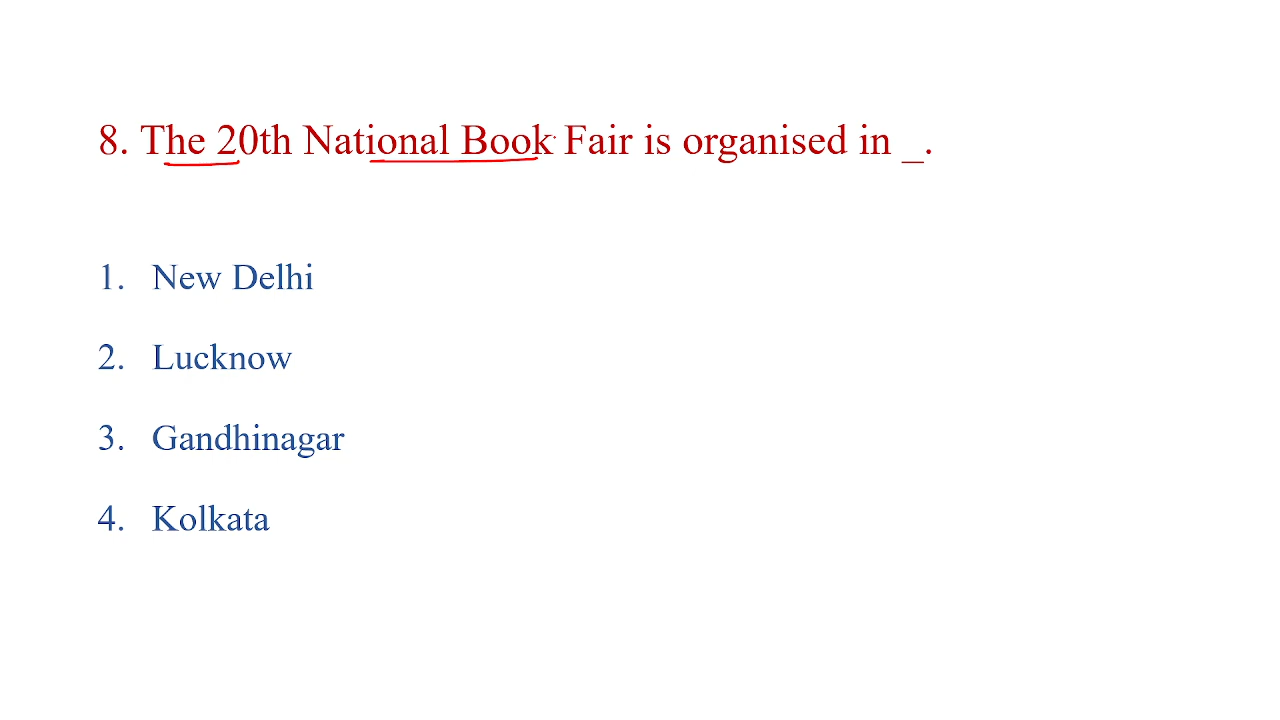 8. The 20th National Book Fair is organised in _.
1. New Delhi
2. Lucknow
3. Gandhinagar
4. Kolkata